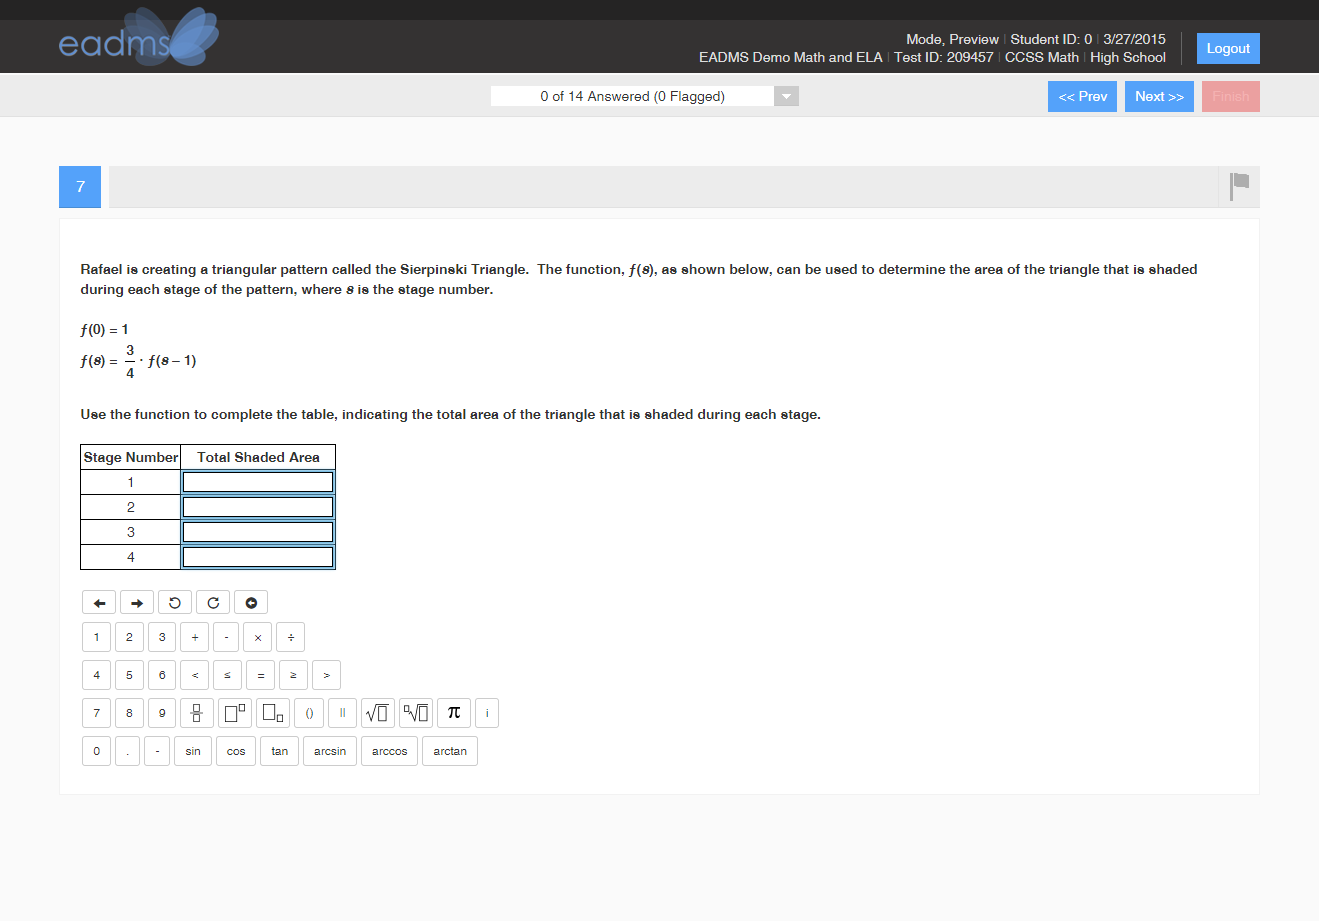 eadms
Mode, Preview | Student ID: 0 | 3/27/2015
EADMS Demo Math and ELA | Test ID: 209457 | CCSS Math | High School
Logout
0 of 14 Answered (0 Flagged)
<< Prev
Next >>
Finish
7
Rafael is creating a triangular pattern called the Sierpinski Triangle. The function, f(s), as shown below, can be used to determine the area of the triangle that is shaded
during each stage of the pattern, where s is the stage number.
f(0) = 1
f(s) = 3/4 · f(s – 1)
Use the function to complete the table, indicating the total area of the triangle that is shaded during each stage.
Stage Number Total Shaded Area
1
2
3
4
1 2 3 + - × ÷
4 5 6 < ≤ = ≥ >
7 8 9 () || √ √ π i
0 . - sin cos tan arcsin arccos arctan